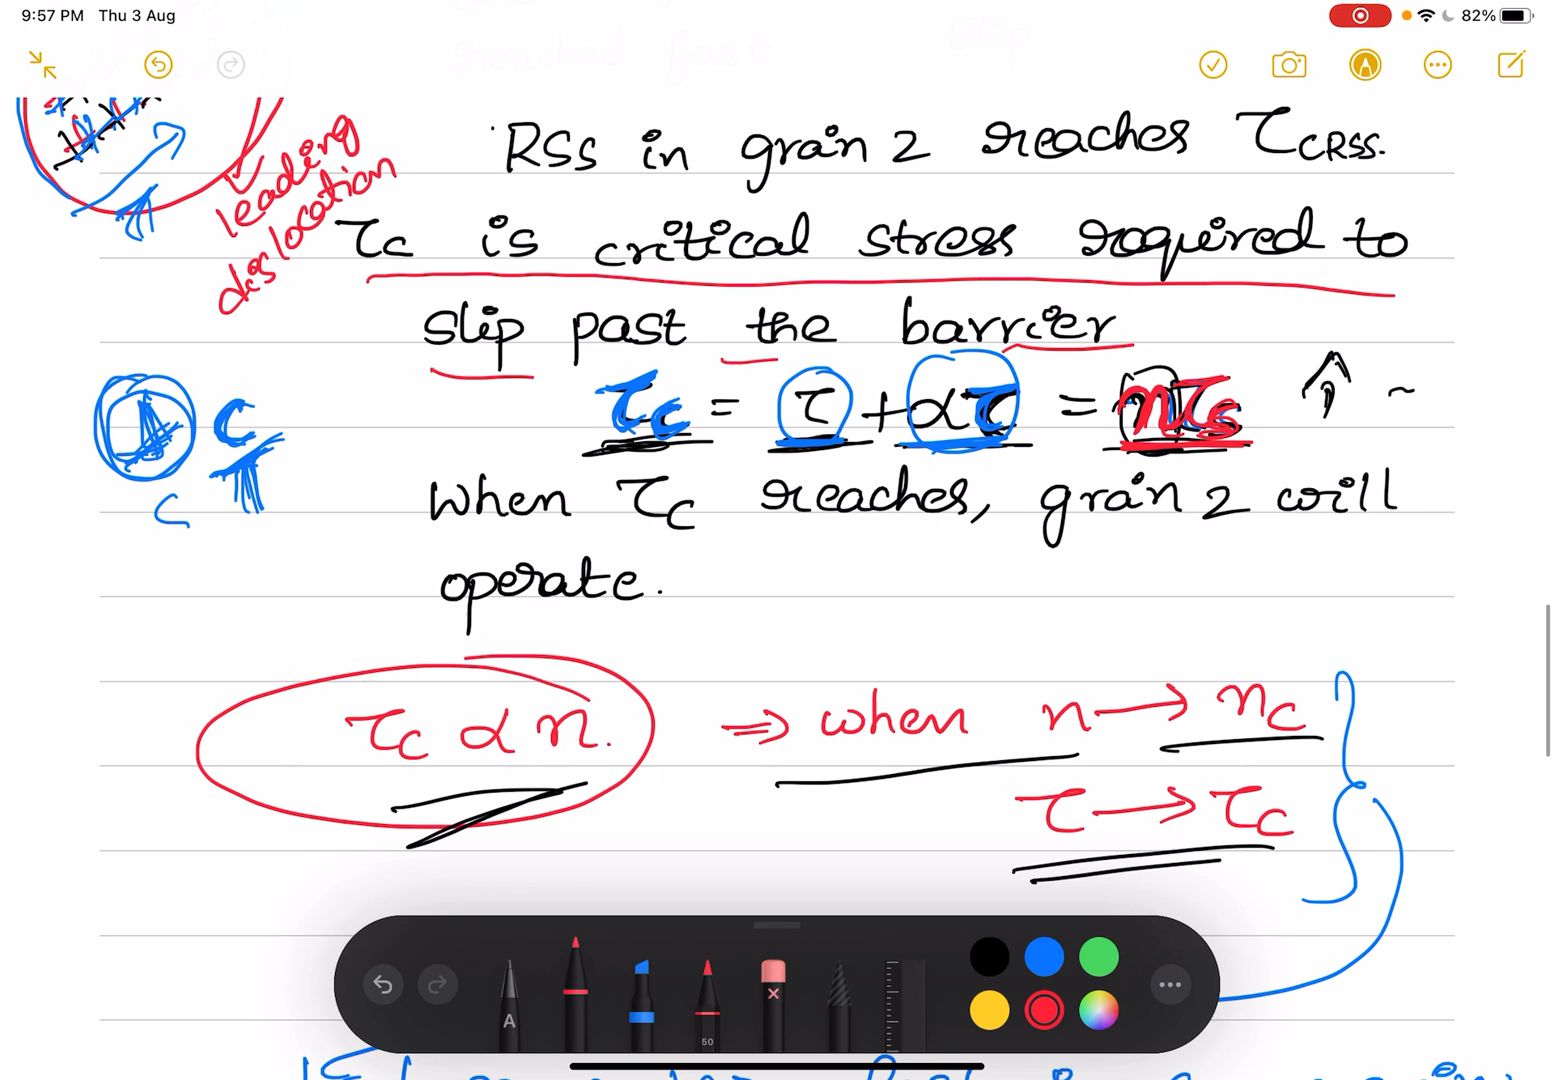 9:57 PM Thu 3 Aug
82%
RSS in grain 2 reaches τCRSS.
leading
dislocation
τc is critical stress required to
slip past the barrier
τc = τ + ατ = nτs
C
C
when τc reaches, grain 2 will
operate.
τc α n. ⇒ when n → nc
τ → τc
A
50